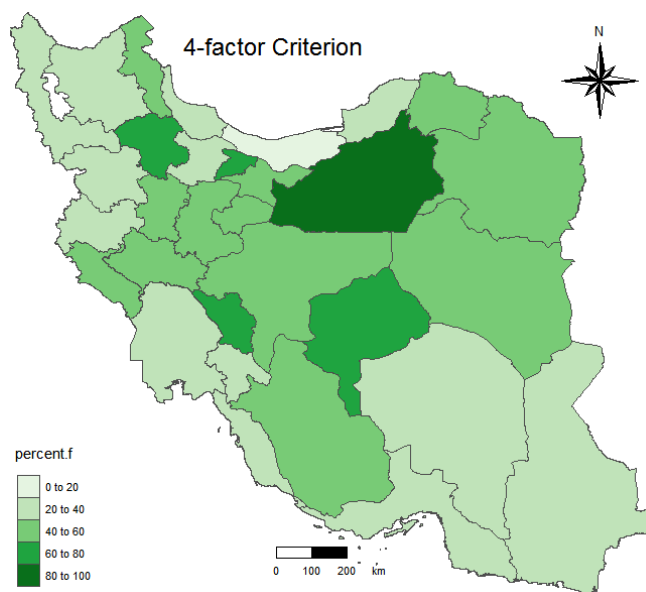 4-factor Criterion
N
percent.f
0 to 20
20 to 40
40 to 60
60 to 80
80 to 100
0 100 200 km